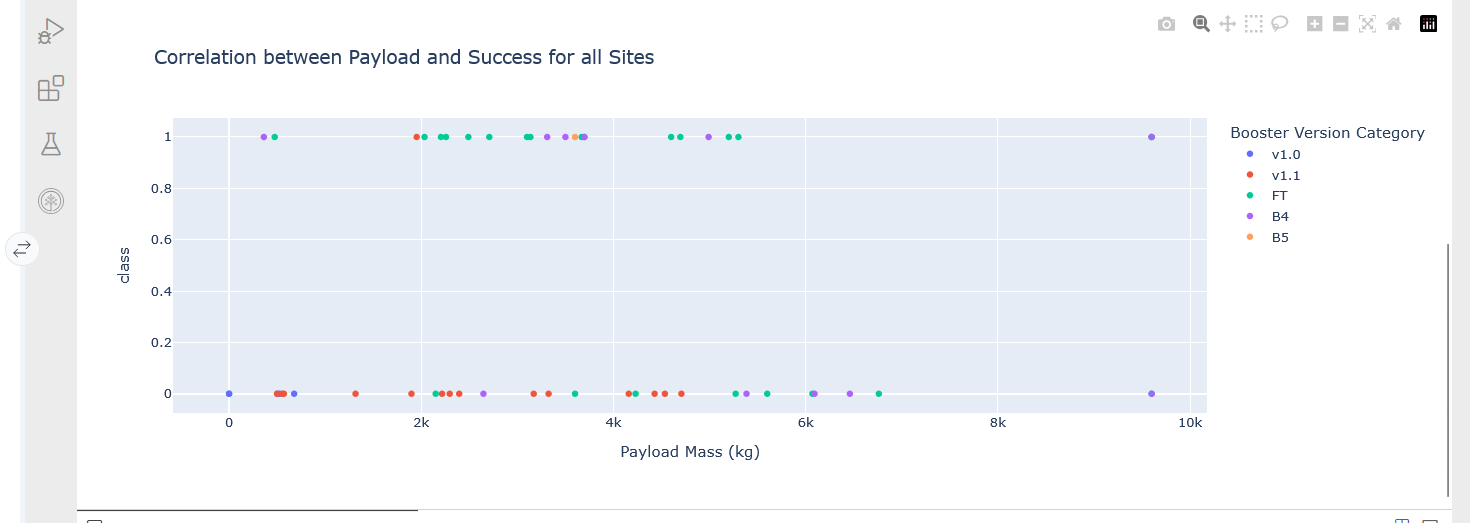 Correlation between Payload and Success for all Sites
1
0.8
0.6
0.4
0.2
0
class
0 2k 4k 6k 8k 10k
Payload Mass (kg)
Booster Version Category
v1.0
v1.1
FT
B4
B5